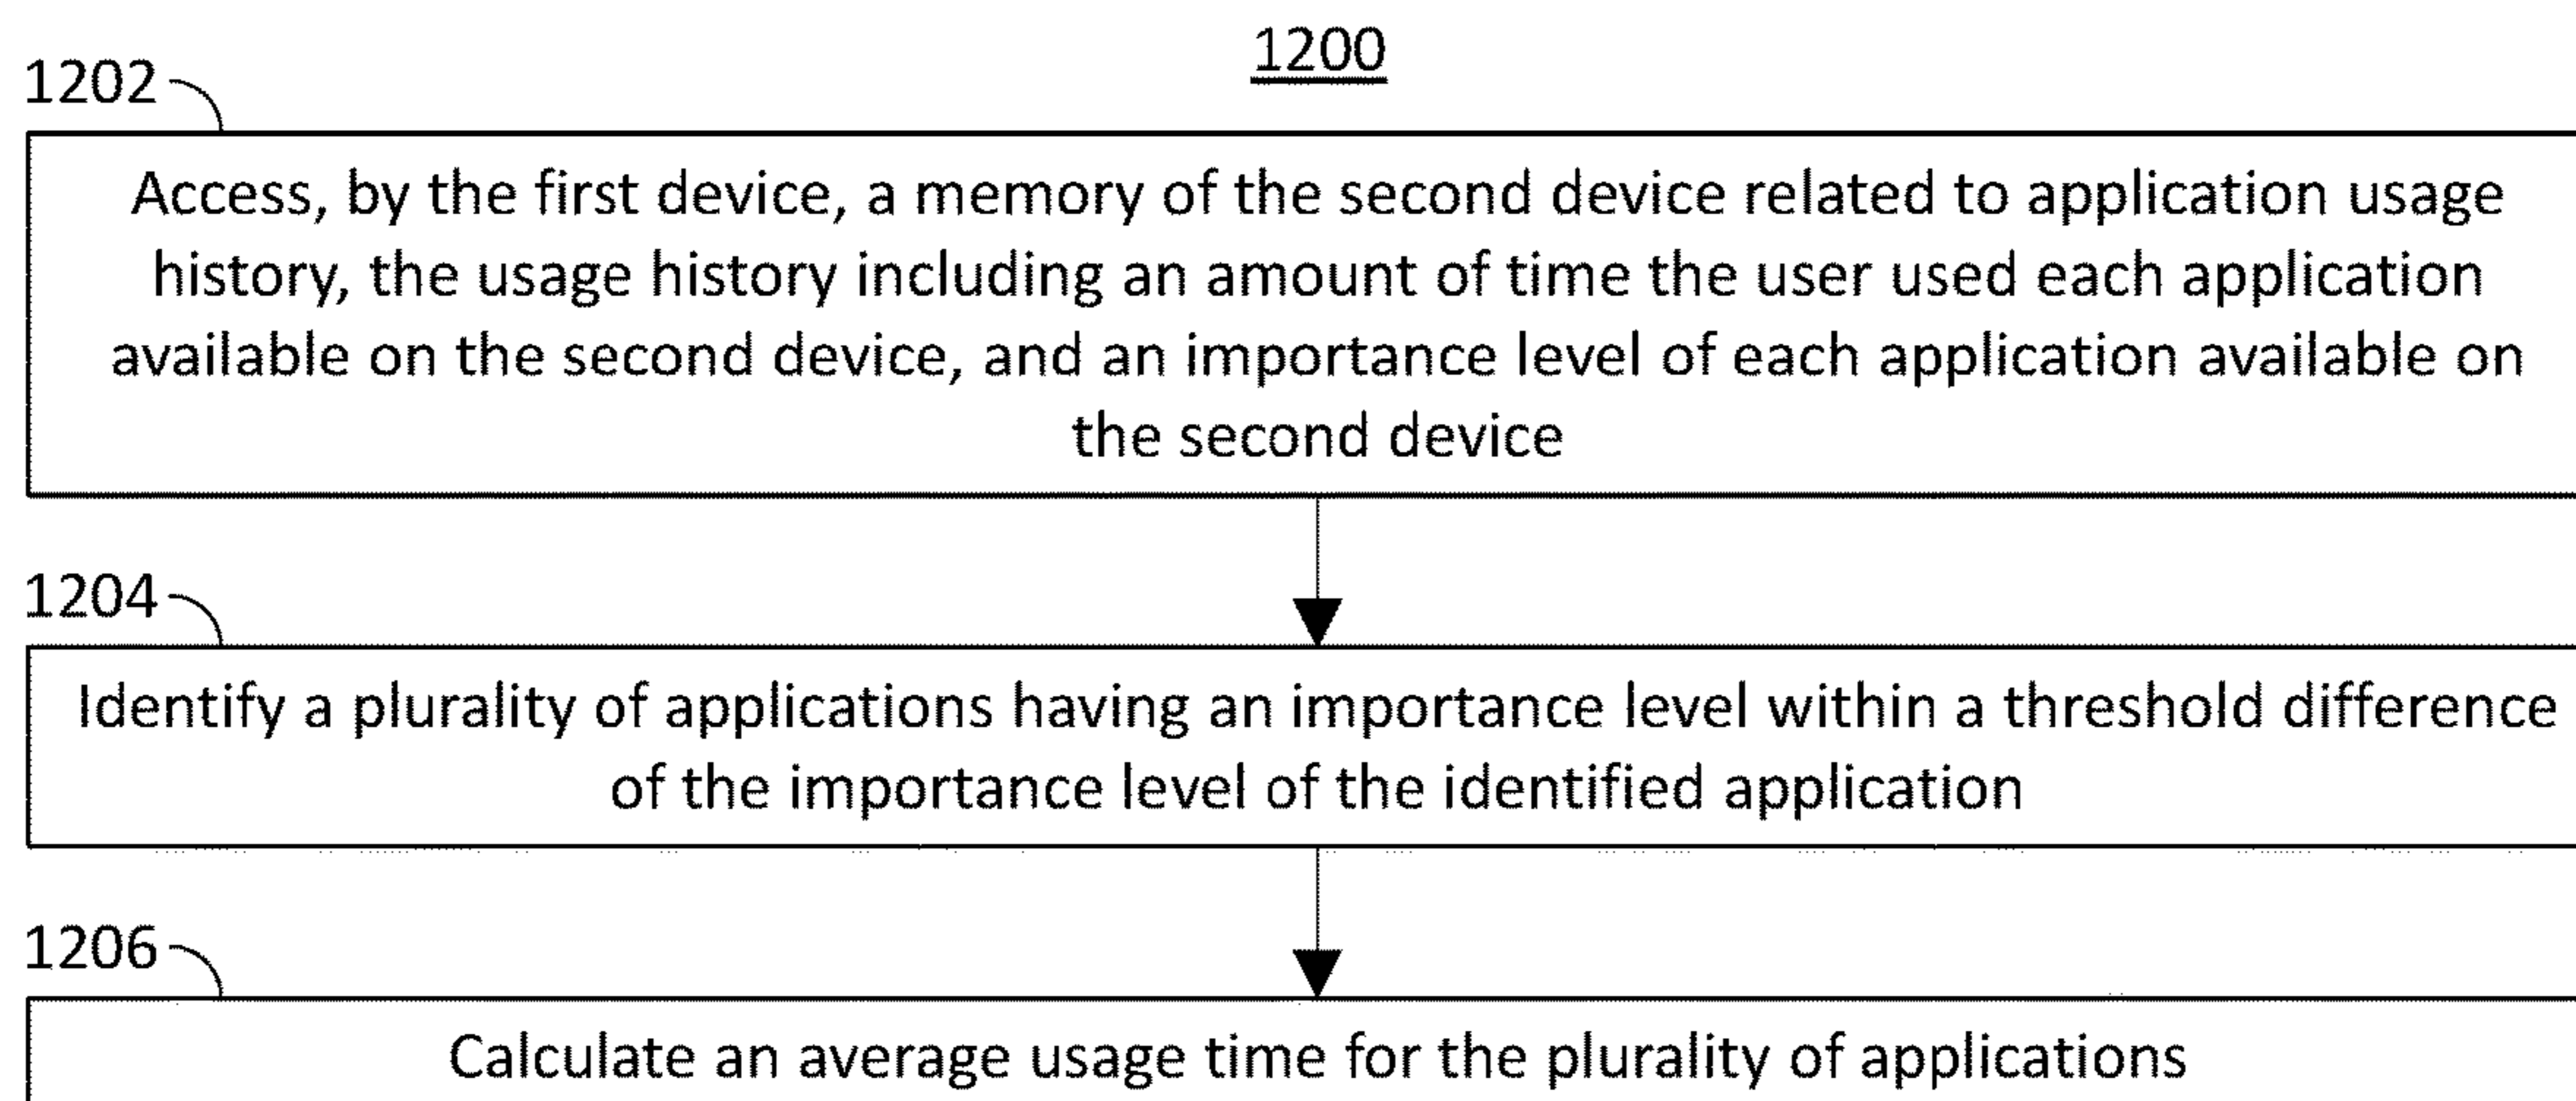 1200
1202
Access, by the first device, a memory of the second device related to application usage
history, the usage history including an amount of time the user used each application
available on the second device, and an importance level of each application available on
the second device
1204
Identify a plurality of applications having an importance level within a threshold difference
of the importance level of the identified application
1206
Calculate an average usage time for the plurality of applications